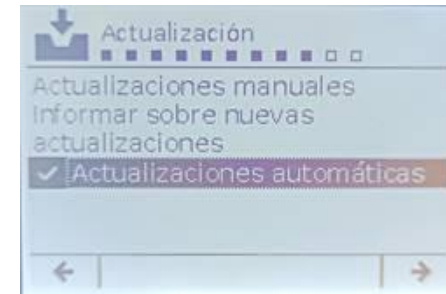 Actualización
Actualizaciones manuales
Informar sobre nuevas
actualizaciones
Actualizaciones automáticas